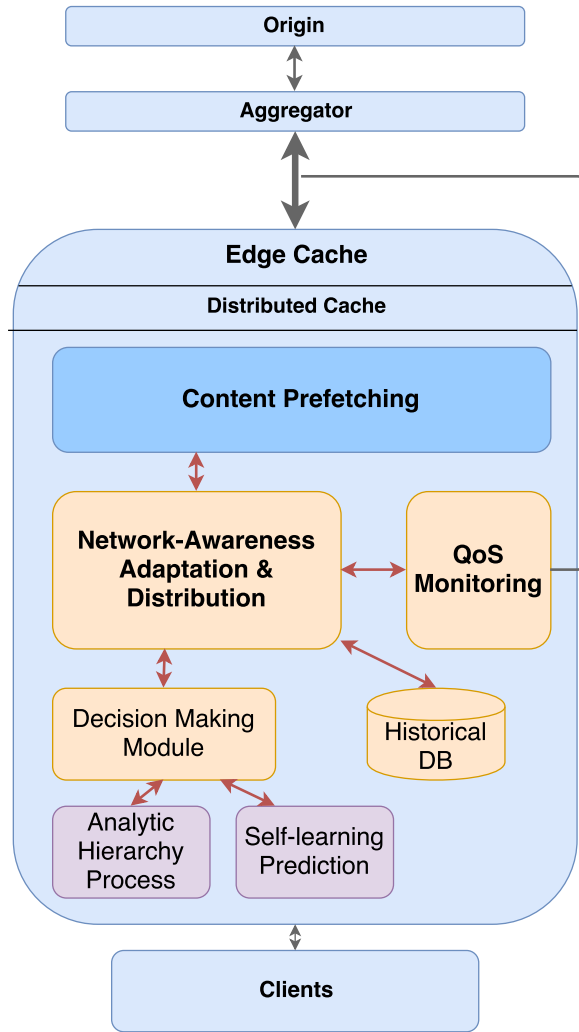 Origin
Aggregator
Edge Cache
Distributed Cache
Content Prefetching
Network-Awareness
Adaptation &
Distribution
QoS
Monitoring
Decision Making
Module
Historical
DB
Analytic
Hierarchy
Process
Self-learning
Prediction
Clients